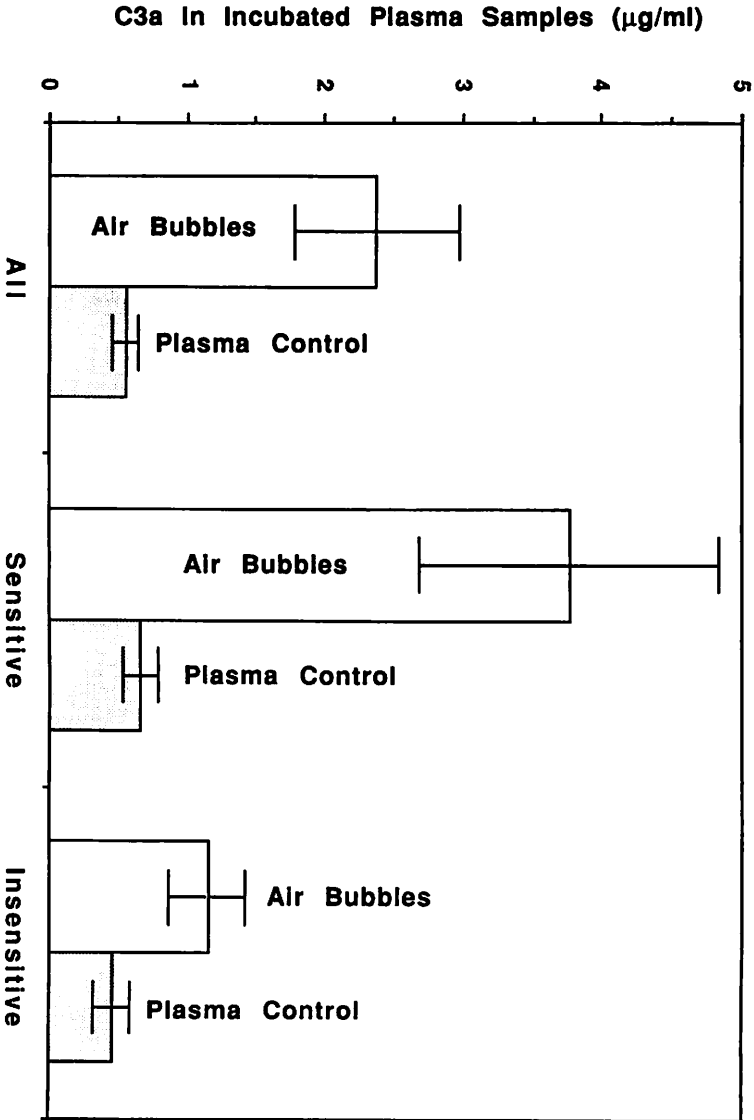 C3a in Incubated Plasma Samples (μg/ml)
0
1
2
3
4
5
Air Bubbles
Plasma Control
All
Air Bubbles
Plasma Control
Sensitive
Air Bubbles
Plasma Control
Insensitive